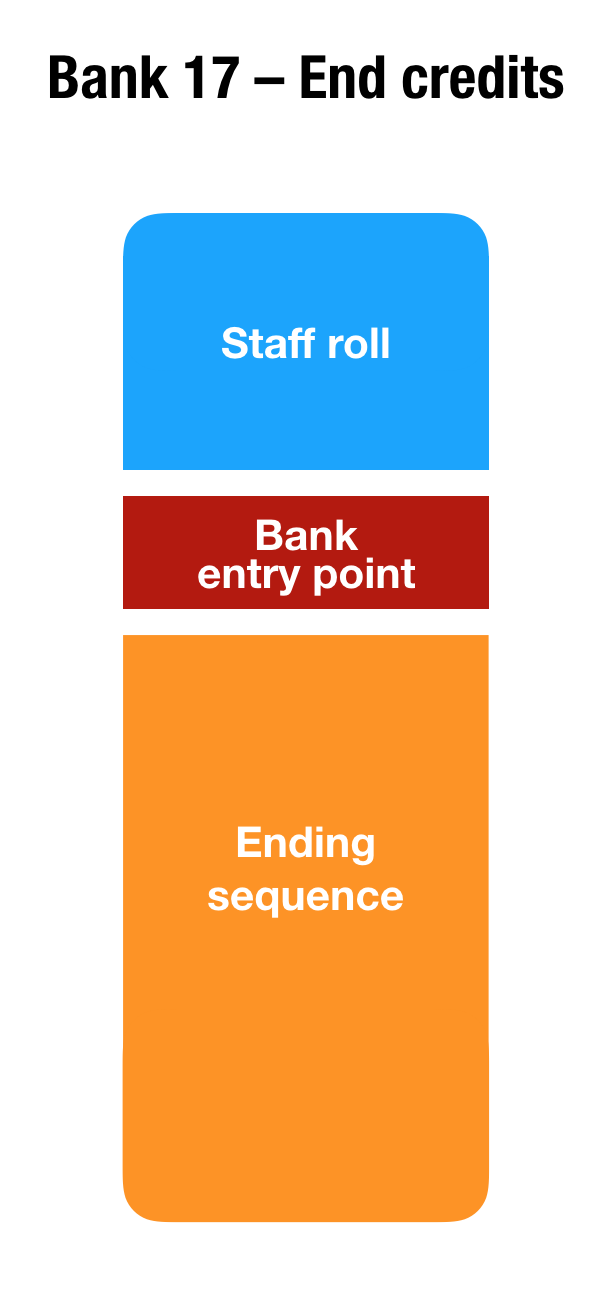 Bank 17 – End credits
Staff roll
Bank
entry point
Ending
sequence